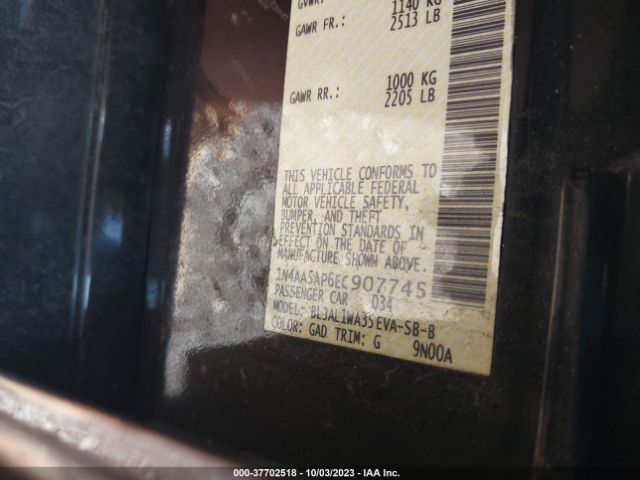 GVWR: 1140 KG
GAWR FR.: 2513 LB
1000 KG
GAWR RR.: 2205 LB
THIS VEHICLE CONFORMS TO
ALL APPLICABLE FEDERAL
MOTOR VEHICLE SAFETY,
BUMPER, AND THEFT
PREVENTION STANDARDS IN
EFFECT ON THE DATE OF
MANUFACTURE SHOWN ABOVE.
1N4AA5AP6EC907745
PASSENGER CAR 034
MODEL: BL3AL1WA35EVA-SB-B
COLOR: GAD TRIM: G 9N00A
000-37702518 - 10/03/2023 - IAA Inc.